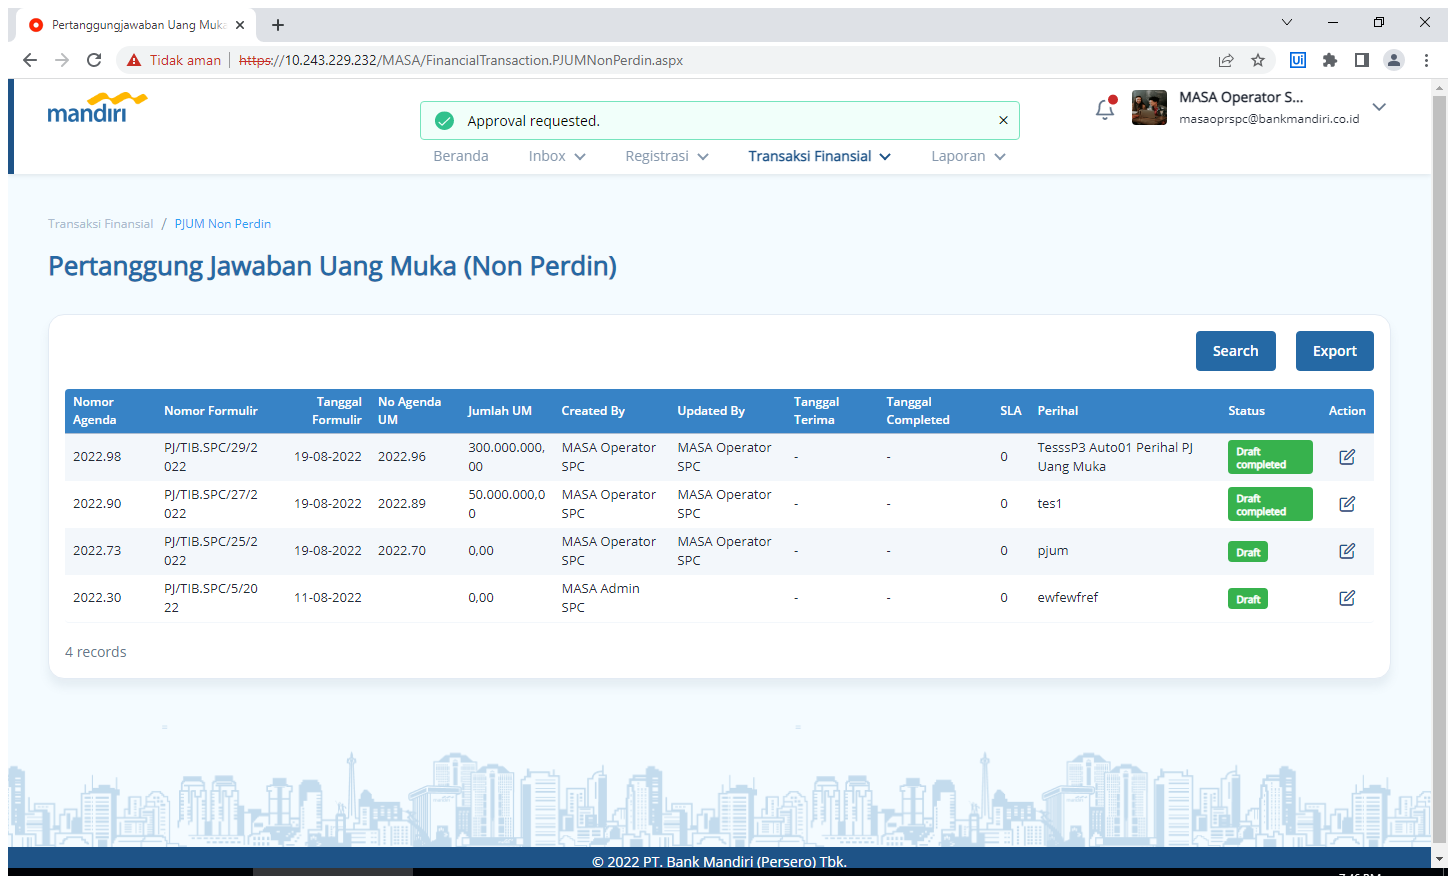 Pertanggungjawaban Uang Muka
Tidak aman
https://10.243.229.232/MASA/FinancialTransaction.PJUMNonPerdin.aspx
Ui
mandiri
Approval requested.
MASA Operator S...
masaoprspc@bankmandiri.co.id
Beranda Inbox Registrasi Transaksi Finansial Laporan
Transaksi Finansial / PJUM Non Perdin
Pertanggung Jawaban Uang Muka (Non Perdin)
Search Export
Nomor Agenda Nomor Formulir Tanggal Formulir No Agenda UM Jumlah UM Created By Updated By Tanggal Terima Tanggal Completed SLA Perihal Status Action
2022.98 PJ/TIB.SPC/29/2022 19-08-2022 2022.96 300.000.000,00 MASA Operator SPC MASA Operator SPC - - 0 TesssP3 Auto01 Perihal PJ Uang Muka Draft completed
2022.90 PJ/TIB.SPC/27/2022 19-08-2022 2022.89 50.000.000,00 MASA Operator SPC MASA Operator SPC - - 0 tes1 Draft completed
2022.73 PJ/TIB.SPC/25/2022 19-08-2022 2022.70 0,00 MASA Operator SPC MASA Operator SPC - - 0 pjum Draft
2022.30 PJ/TIB.SPC/5/2022 11-08-2022 0,00 MASA Admin SPC - - 0 ewfewfref Draft
4 records
© 2022 PT. Bank Mandiri (Persero) Tbk.